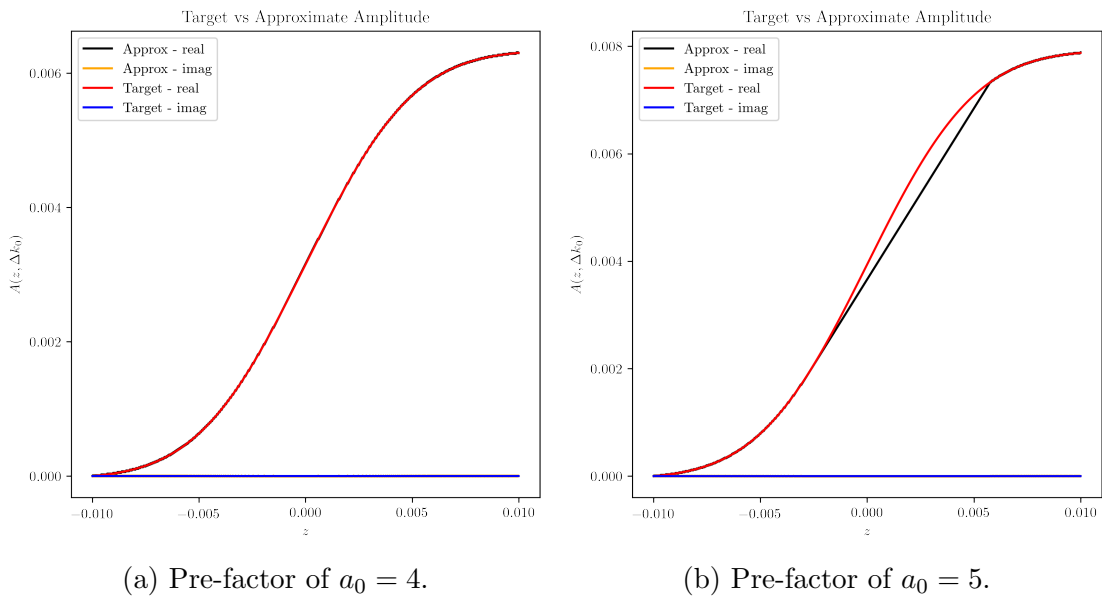 Target vs Approximate Amplitude
Approx - real
Approx - imag
Target - real
Target - imag
0.006
0.004
0.002
0.000
A(z, Δk₀)
−0.010
−0.005
0.000
0.005
0.010
z
(a) Pre-factor of a₀ = 4.
Target vs Approximate Amplitude
Approx - real
Approx - imag
Target - real
Target - imag
0.008
0.006
0.004
0.002
0.000
A(z, Δk₀)
−0.010
−0.005
0.000
0.005
0.010
z
(b) Pre-factor of a₀ = 5.